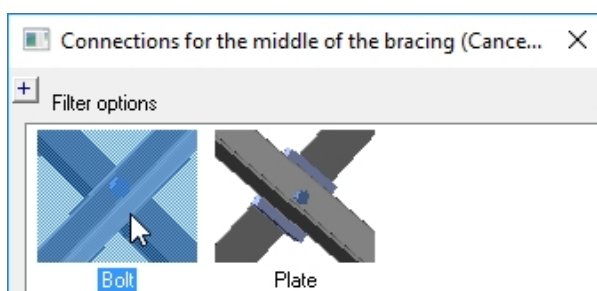 Connections for the middle of the bracing (Cance...
+
Filter options
Bolt
Plate